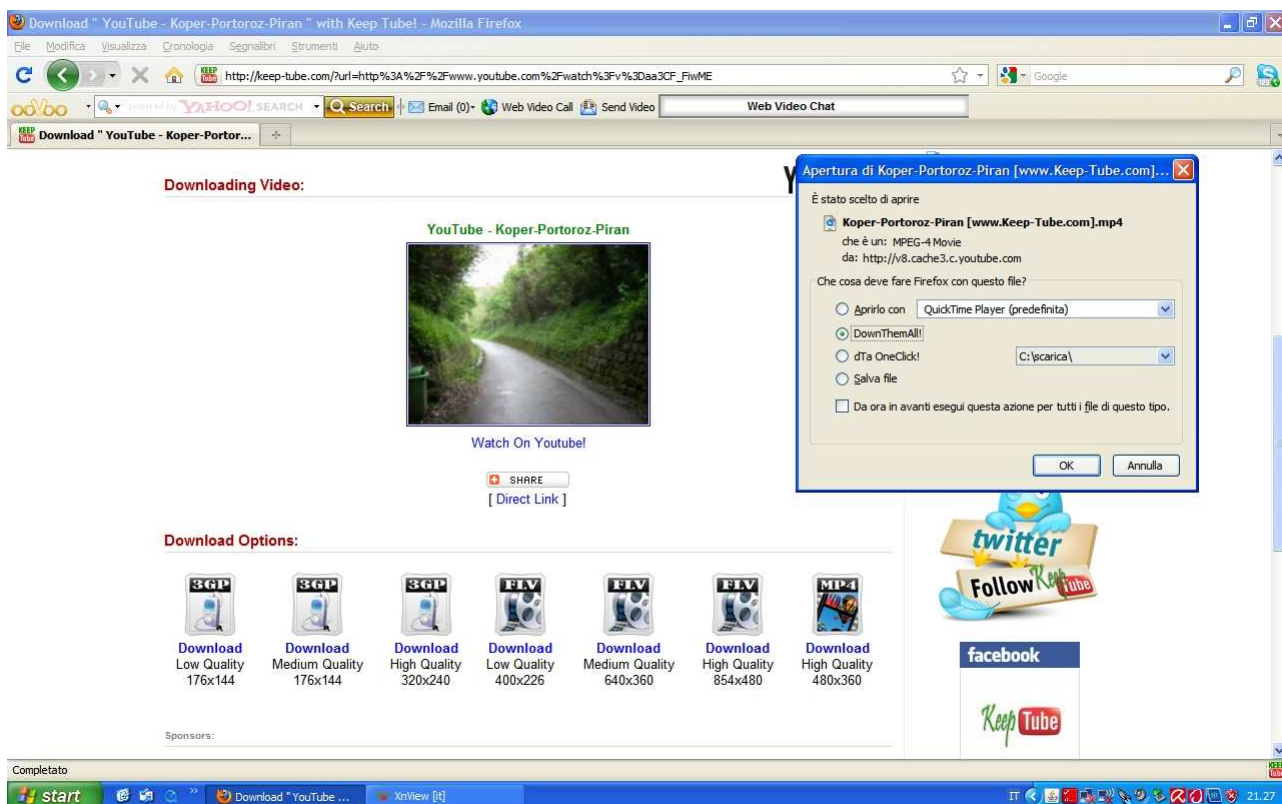 Download " YouTube - Koper-Portoroz-Piran " with Keep Tube! - Mozilla Firefox
File Modifica Visualizza Cronologia Segnalibri Strumenti Aiuto
http://keep-tube.com/?url=http%3A%2F%2Fwww.youtube.com%2Fwatch%3Fv%3Daa3CF_FiwME
Google
ooVoo powered by YAHOO! SEARCH Search Email (0) Web Video Call Send Video Web Video Chat
Download " YouTube - Koper-Portor...
Downloading Video:
YouTube - Koper-Portoroz-Piran
Watch On Youtube!
SHARE
[ Direct Link ]
Apertura di Koper-Portoroz-Piran [www.Keep-Tube.com]...
È stato scelto di aprire
Koper-Portoroz-Piran [www.Keep-Tube.com].mp4
che è un: MPEG-4 Movie
da: http://v8.cache3.c.youtube.com
Che cosa deve fare Firefox con questo file?
Aprirlo con QuickTime Player (predefinita)
DownThemAll!
dTa OneClick! C:\scarica\
Salva file
Da ora in avanti esegui questa azione per tutti i file di questo tipo.
OK Annulla
Download Options:
3GP 3GP 3GP FLV FLV FLV MP4
Download Download Download Download Download Download Download
Low Quality Medium Quality High Quality Low Quality Medium Quality High Quality High Quality
176x144 176x144 320x240 400x226 640x360 854x480 480x360
twitter
Follow Keep Tube
facebook
Keep Tube
Sponsors:
Completato
start Download " YouTube ... XnView [it] IT 21.27